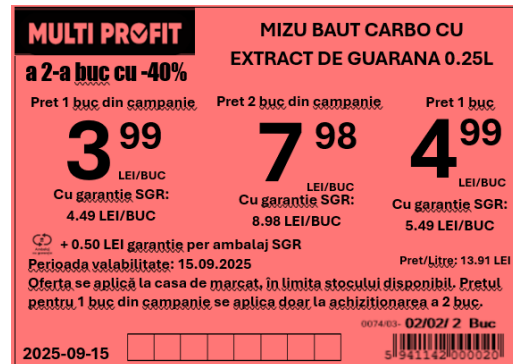 MULTI PROFIT
a 2-a buc cu -40%
MIZU BAUT CARBO CU
EXTRACT DE GUARANA 0.25L
Pret 1 buc din campanie
3 99
LEI/BUC
Cu garantie SGR:
4.49 LEI/BUC
Pret 2 buc din campanie
7 98
LEI/BUC
Cu garantie SGR:
8.98 LEI/BUC
Pret 1 buc
4 99
LEI/BUC
Cu garantie SGR:
5.49 LEI/BUC
+ 0.50 LEI garantie per ambalaj SGR
Perioada valabilitate: 15.09.2025
Pret/Litre: 13.91 LEI
Oferta se aplică la casa de marcat, în limita stocului disponibil. Pretul
pentru 1 buc din campanie se aplica doar la achizitionarea a 2 buc.
0074/03- 02/02/ 2 Buc
2025-09-15
5 941142 000020